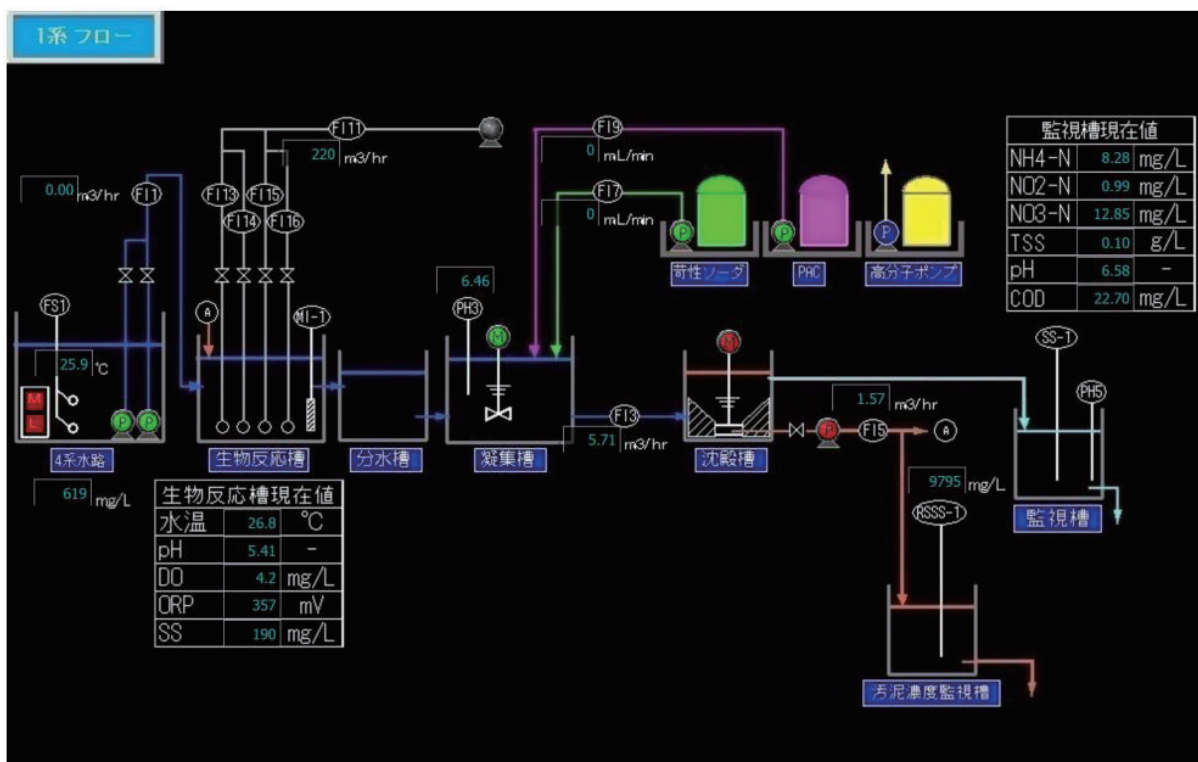 1系 フロー
FI11
220 m3/hr
FI9
0 mL/min
FI7
0 mL/min
0.00 m3/hr
FI1
FI13
FI15
FI14
FI16
P
苛性ソーダ
P
PAC
P
高分子ポンプ
監視槽現在値
NH4-N 8.28 mg/L
NO2-N 0.99 mg/L
NO3-N 12.85 mg/L
TSS 0.10 g/L
pH 6.58 -
COD 22.70 mg/L
FS1
25.9 ℃
M
L
P P
4系水路
619 mg/L
A
MI-1
生物反応槽
分水槽
6.46
PH3
M
凝集槽
FI3
5.71 m3/hr
M
沈殿槽
1.57 m3/hr
P
FI5
A
SS-1
PH5
監視槽
9795 mg/L
RSSS-1
汚泥濃度監視槽
生物反応槽現在値
水温 26.8 ℃
pH 5.41 -
DO 4.2 mg/L
ORP 357 mV
SS 190 mg/L